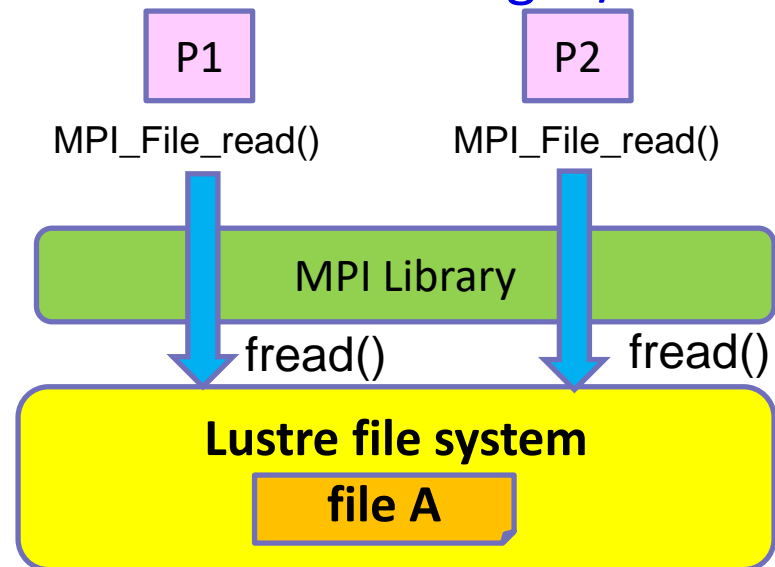 P1 P2
MPI_File_read() MPI_File_read()
MPI Library
fread() fread()
Lustre file system
file A